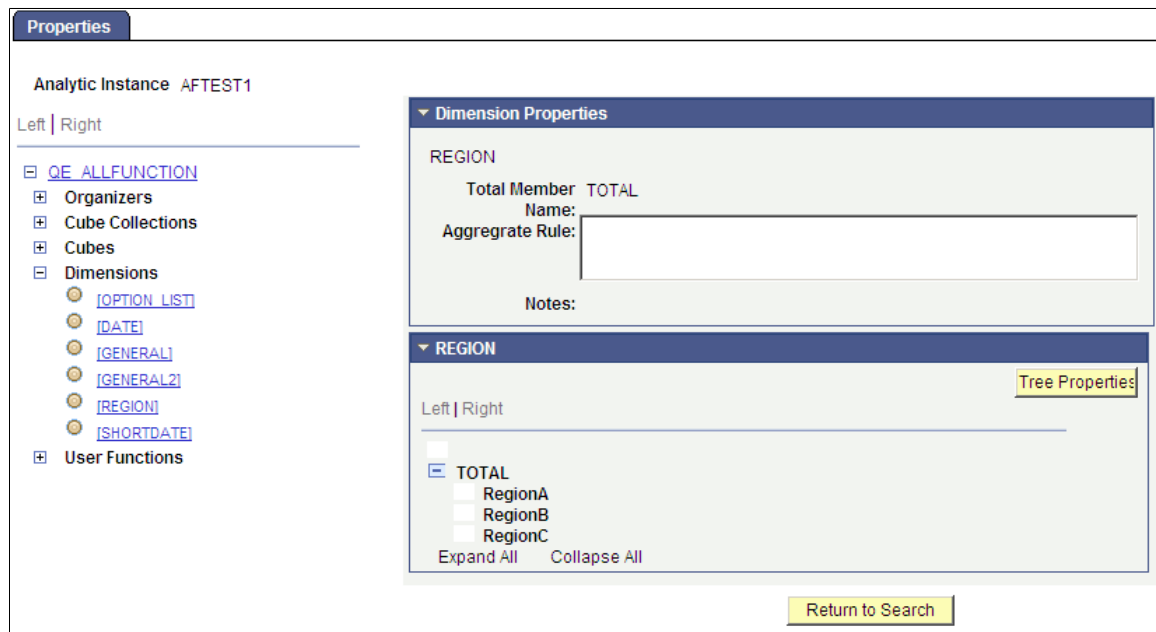 Properties
Analytic Instance AFTEST1
Left | Right
QE_ALLFUNCTION
Organizers
Cube Collections
Cubes
Dimensions
[OPTION_LIST]
[DATE]
[GENERAL]
[GENERAL2]
[REGION]
[SHORTDATE]
User Functions
Dimension Properties
REGION
Total Member Name: TOTAL
Aggregrate Rule:
Notes:
REGION
Tree Properties
Left | Right
TOTAL
RegionA
RegionB
RegionC
Expand All Collapse All
Return to Search